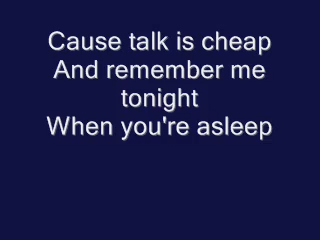 Cause talk is cheap
And remember me
tonight
When you're asleep